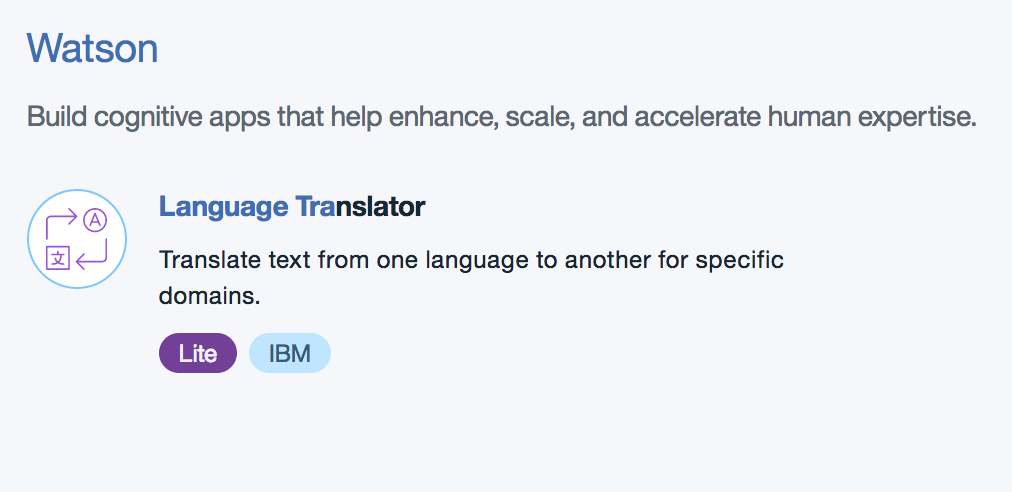 Watson
Build cognitive apps that help enhance, scale, and accelerate human expertise.
Language Translator
A
文
Translate text from one language to another for specific
domains.
Lite IBM